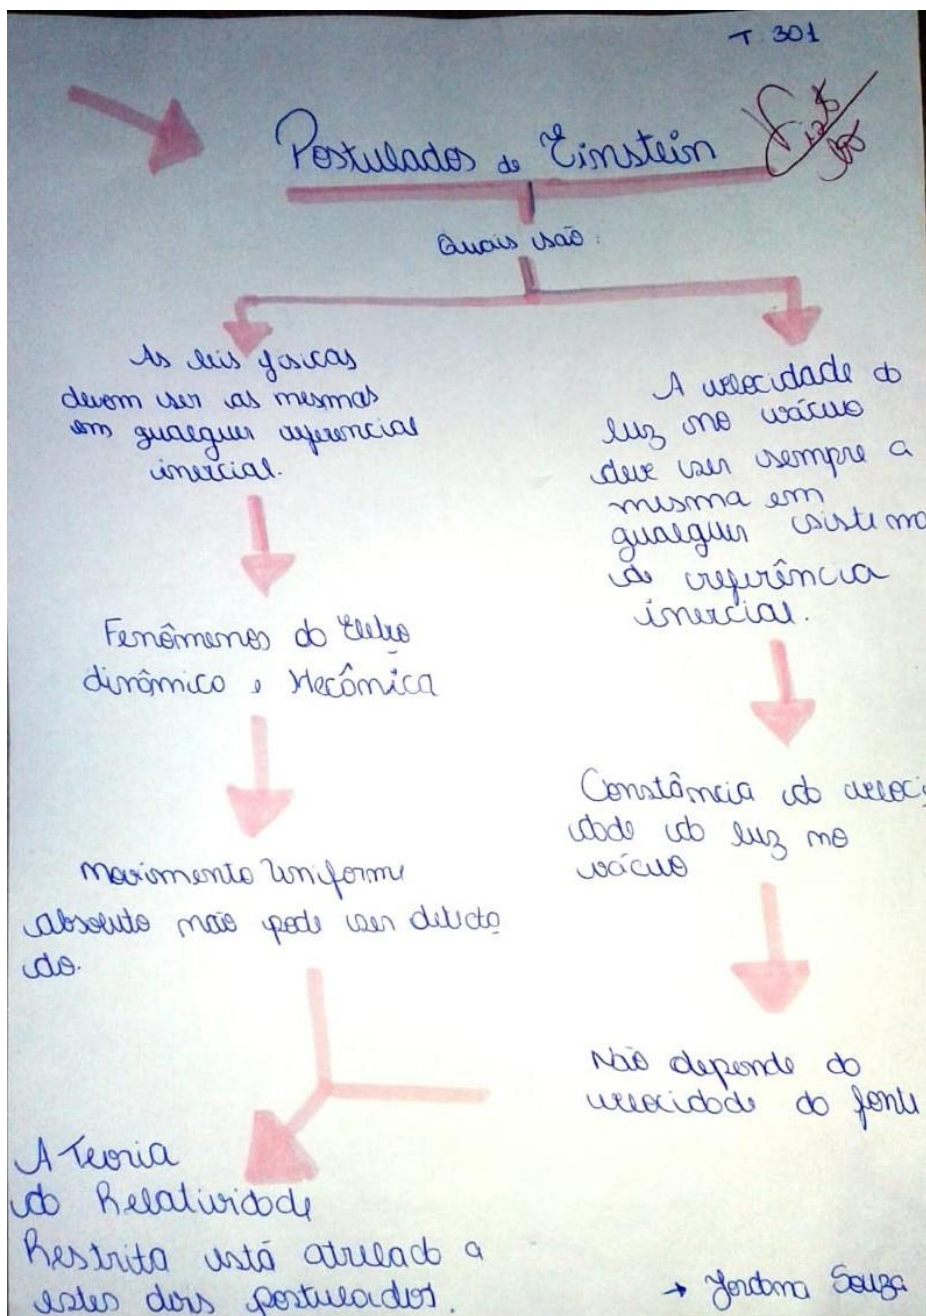 T. 301
Postulados de Einstein
Quais são:
As leis físicas
devem ser as mesmas
em qualquer referencial
inercial.
Fenômenos da Eletro
dinâmica e Mecânica
Movimento Uniforme
absoluto não pode ser detecta
do.
A velocidade da
luz no vácuo
deve ser sempre a
mesma em
qualquer sistema
de referência
inercial.
Constância da veloci
dade da luz no
vácuo
Não depende da
velocidade da fonte
A Teoria
da Relatividade
Restrita está atrelada a
estes dois postulados.
→ Jordana Souza